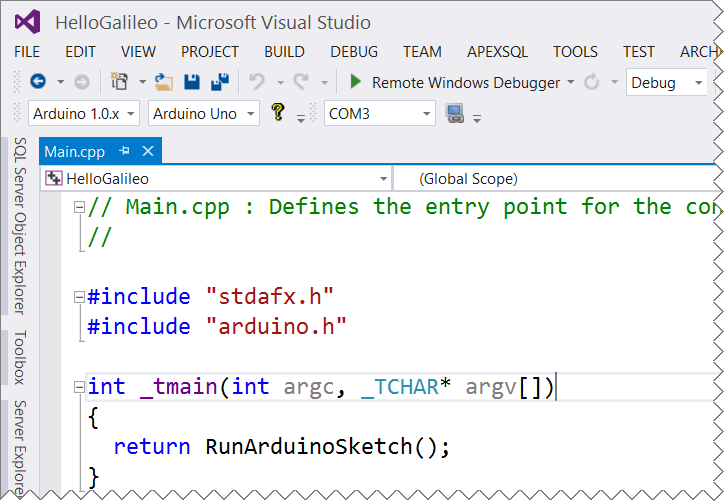 HelloGalileo - Microsoft Visual Studio
FILE EDIT VIEW PROJECT BUILD DEBUG TEAM APEXSQL TOOLS TEST ARCH
Remote Windows Debugger Debug
Arduino 1.0.x Arduino Uno ? COM3
SQL Server Object Explorer
Toolbox
Server Explore
Main.cpp
HelloGalileo (Global Scope)
// Main.cpp : Defines the entry point for the con
//
#include "stdafx.h"
#include "arduino.h"
int _tmain(int argc, _TCHAR* argv[])
{
return RunArduinoSketch();
}